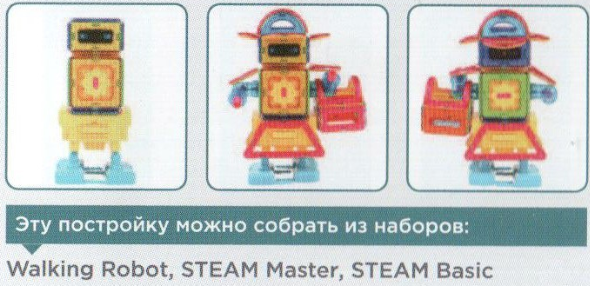 Эту постройку можно собрать из наборов:
Walking Robot, STEAM Master, STEAM Basic